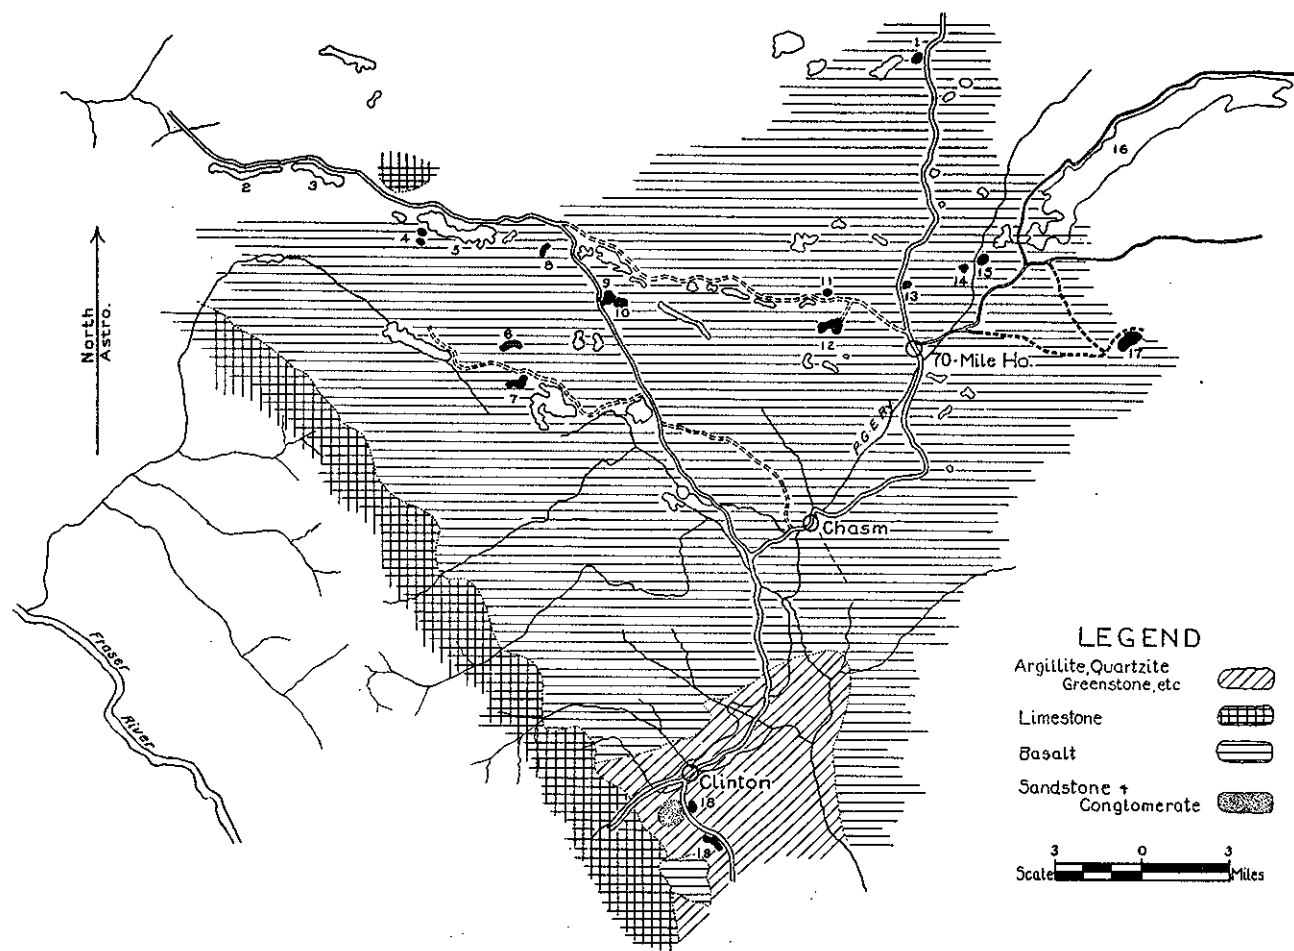 1
2
3
16
4
5
8
9
10
11
12
13
14
15
17
6
7
North
Astro.
70-Mile Ho.
P.G.E.RY
Chasm
Fraser
River
Clinton
18
18
LEGEND
Argillite, Quartzite
Greenstone, etc
Limestone
Basalt
Sandstone +
Conglomerate
3 0 3
Scale Miles